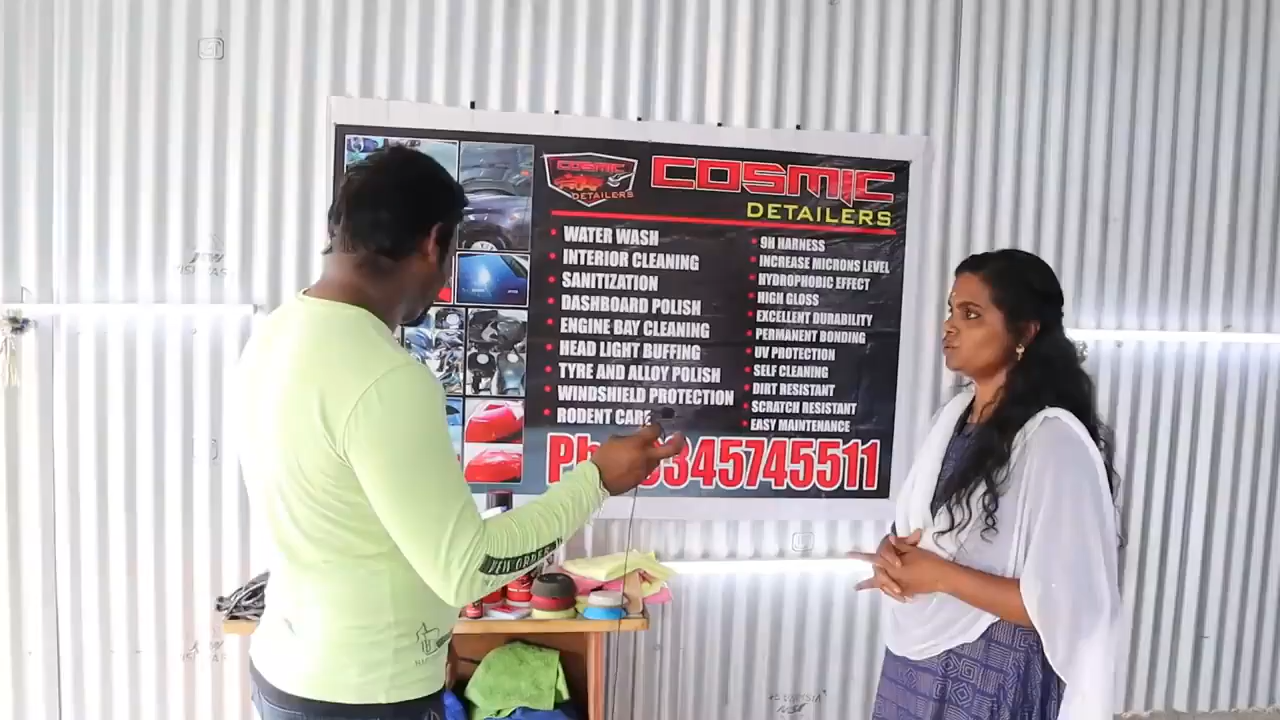 COSMIC
DETAILERS
COSMIC
DETAILERS
WATER WASH
INTERIOR CLEANING
SANITIZATION
DASHBOARD POLISH
ENGINE BAY CLEANING
HEAD LIGHT BUFFING
TYRE AND ALLOY POLISH
WINDSHIELD PROTECTION
RODENT CARE
9H HARNESS
INCREASE MICRONS LEVEL
HYDROPHOBIC EFFECT
HIGH GLOSS
EXCELLENT DURABILITY
PERMANENT BONDING
UV PROTECTION
SELF CLEANING
DIRT RESISTANT
SCRATCH RESISTANT
EASY MAINTENANCE
Ph 345745511
NEW ORDER